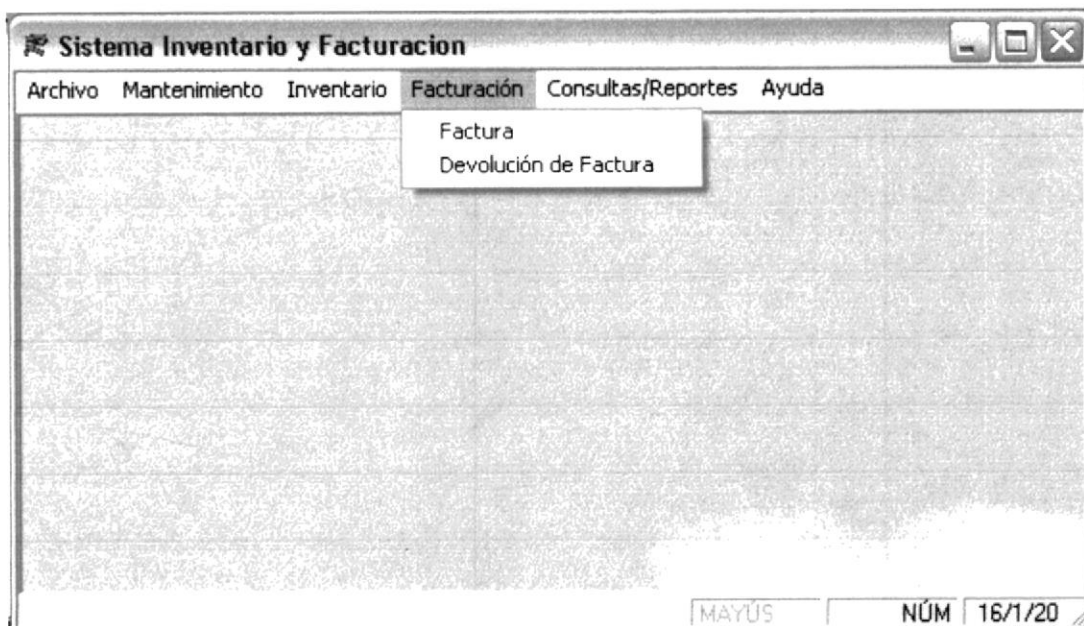 Sistema Inventario y Facturacion
Archivo Mantenimiento Inventario Facturación Consultas/Reportes Ayuda
Factura
Devolución de Factura
MAYÚS NÚM 16/1/20